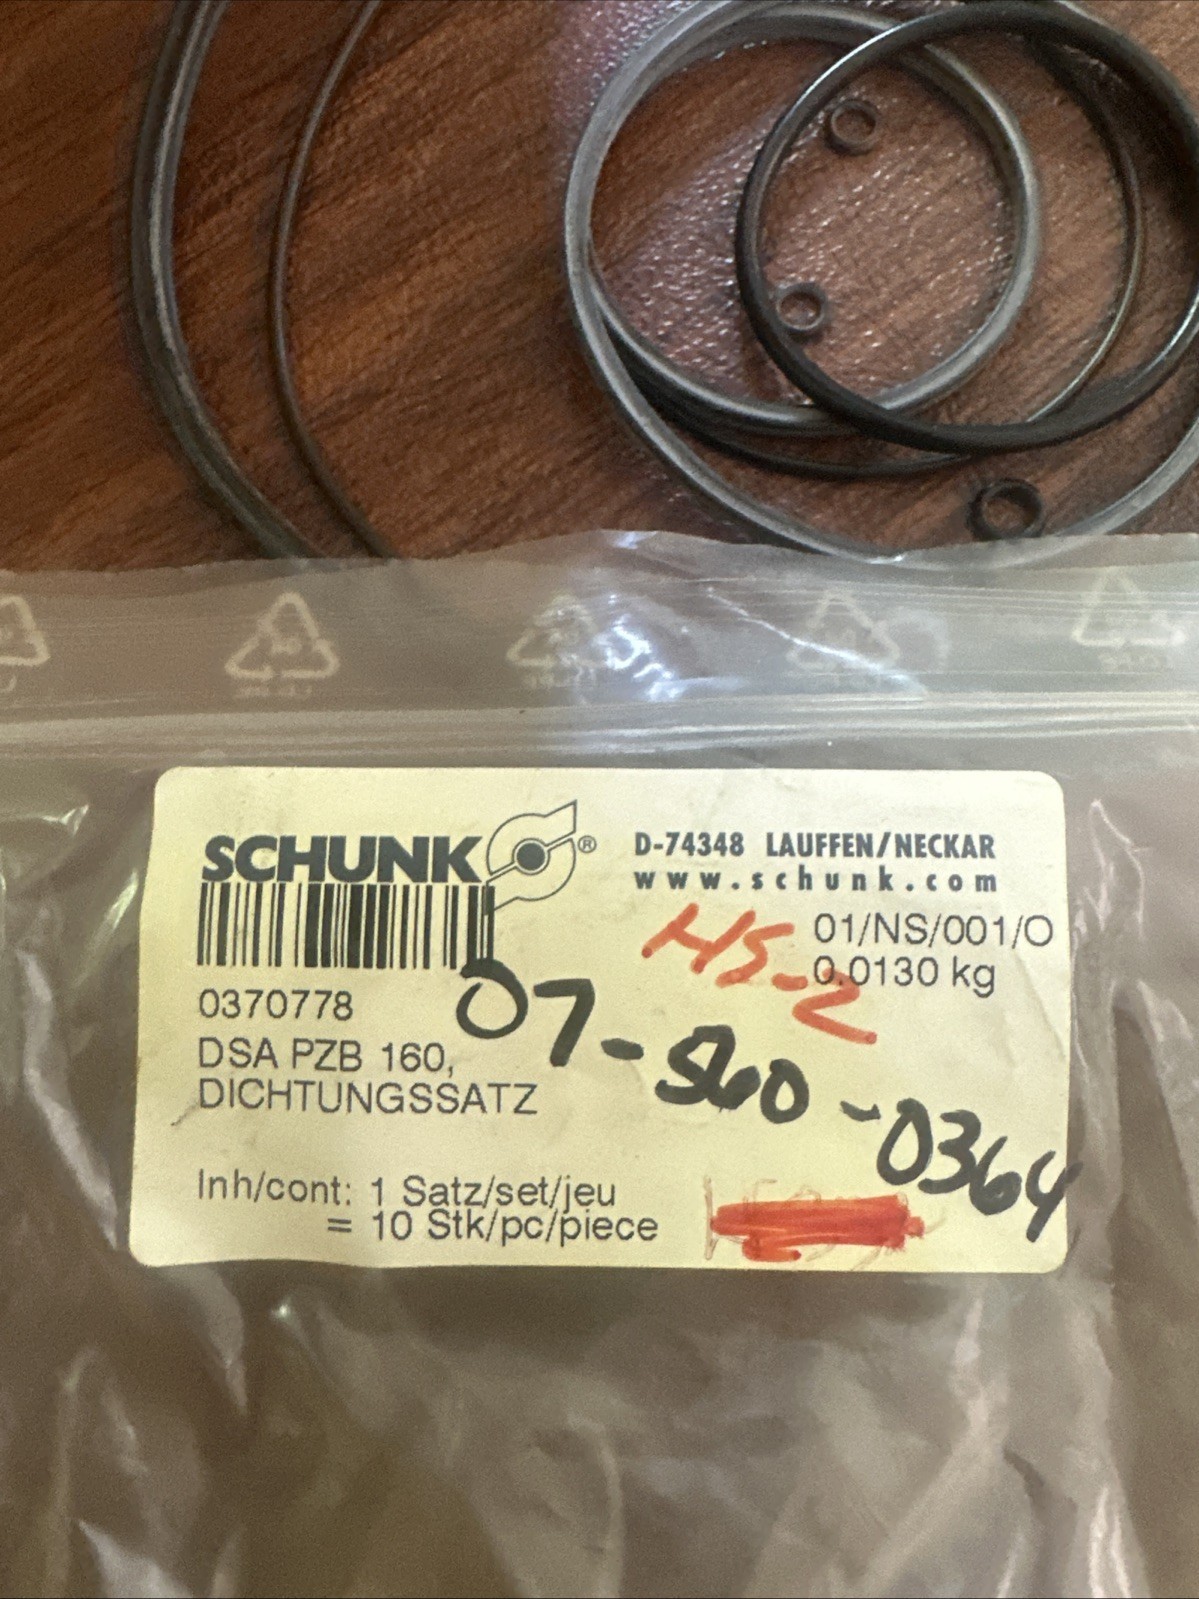 SCHUNK ®
D-74348 LAUFFEN/NECKAR
www.schunk.com
HS-2
01/NS/001/O
0.0130 kg
0370778
07-560-0364
DSA PZB 160,
DICHTUNGSSATZ
Inh/cont: 1 Satz/set/jeu
= 10 Stk/pc/piece